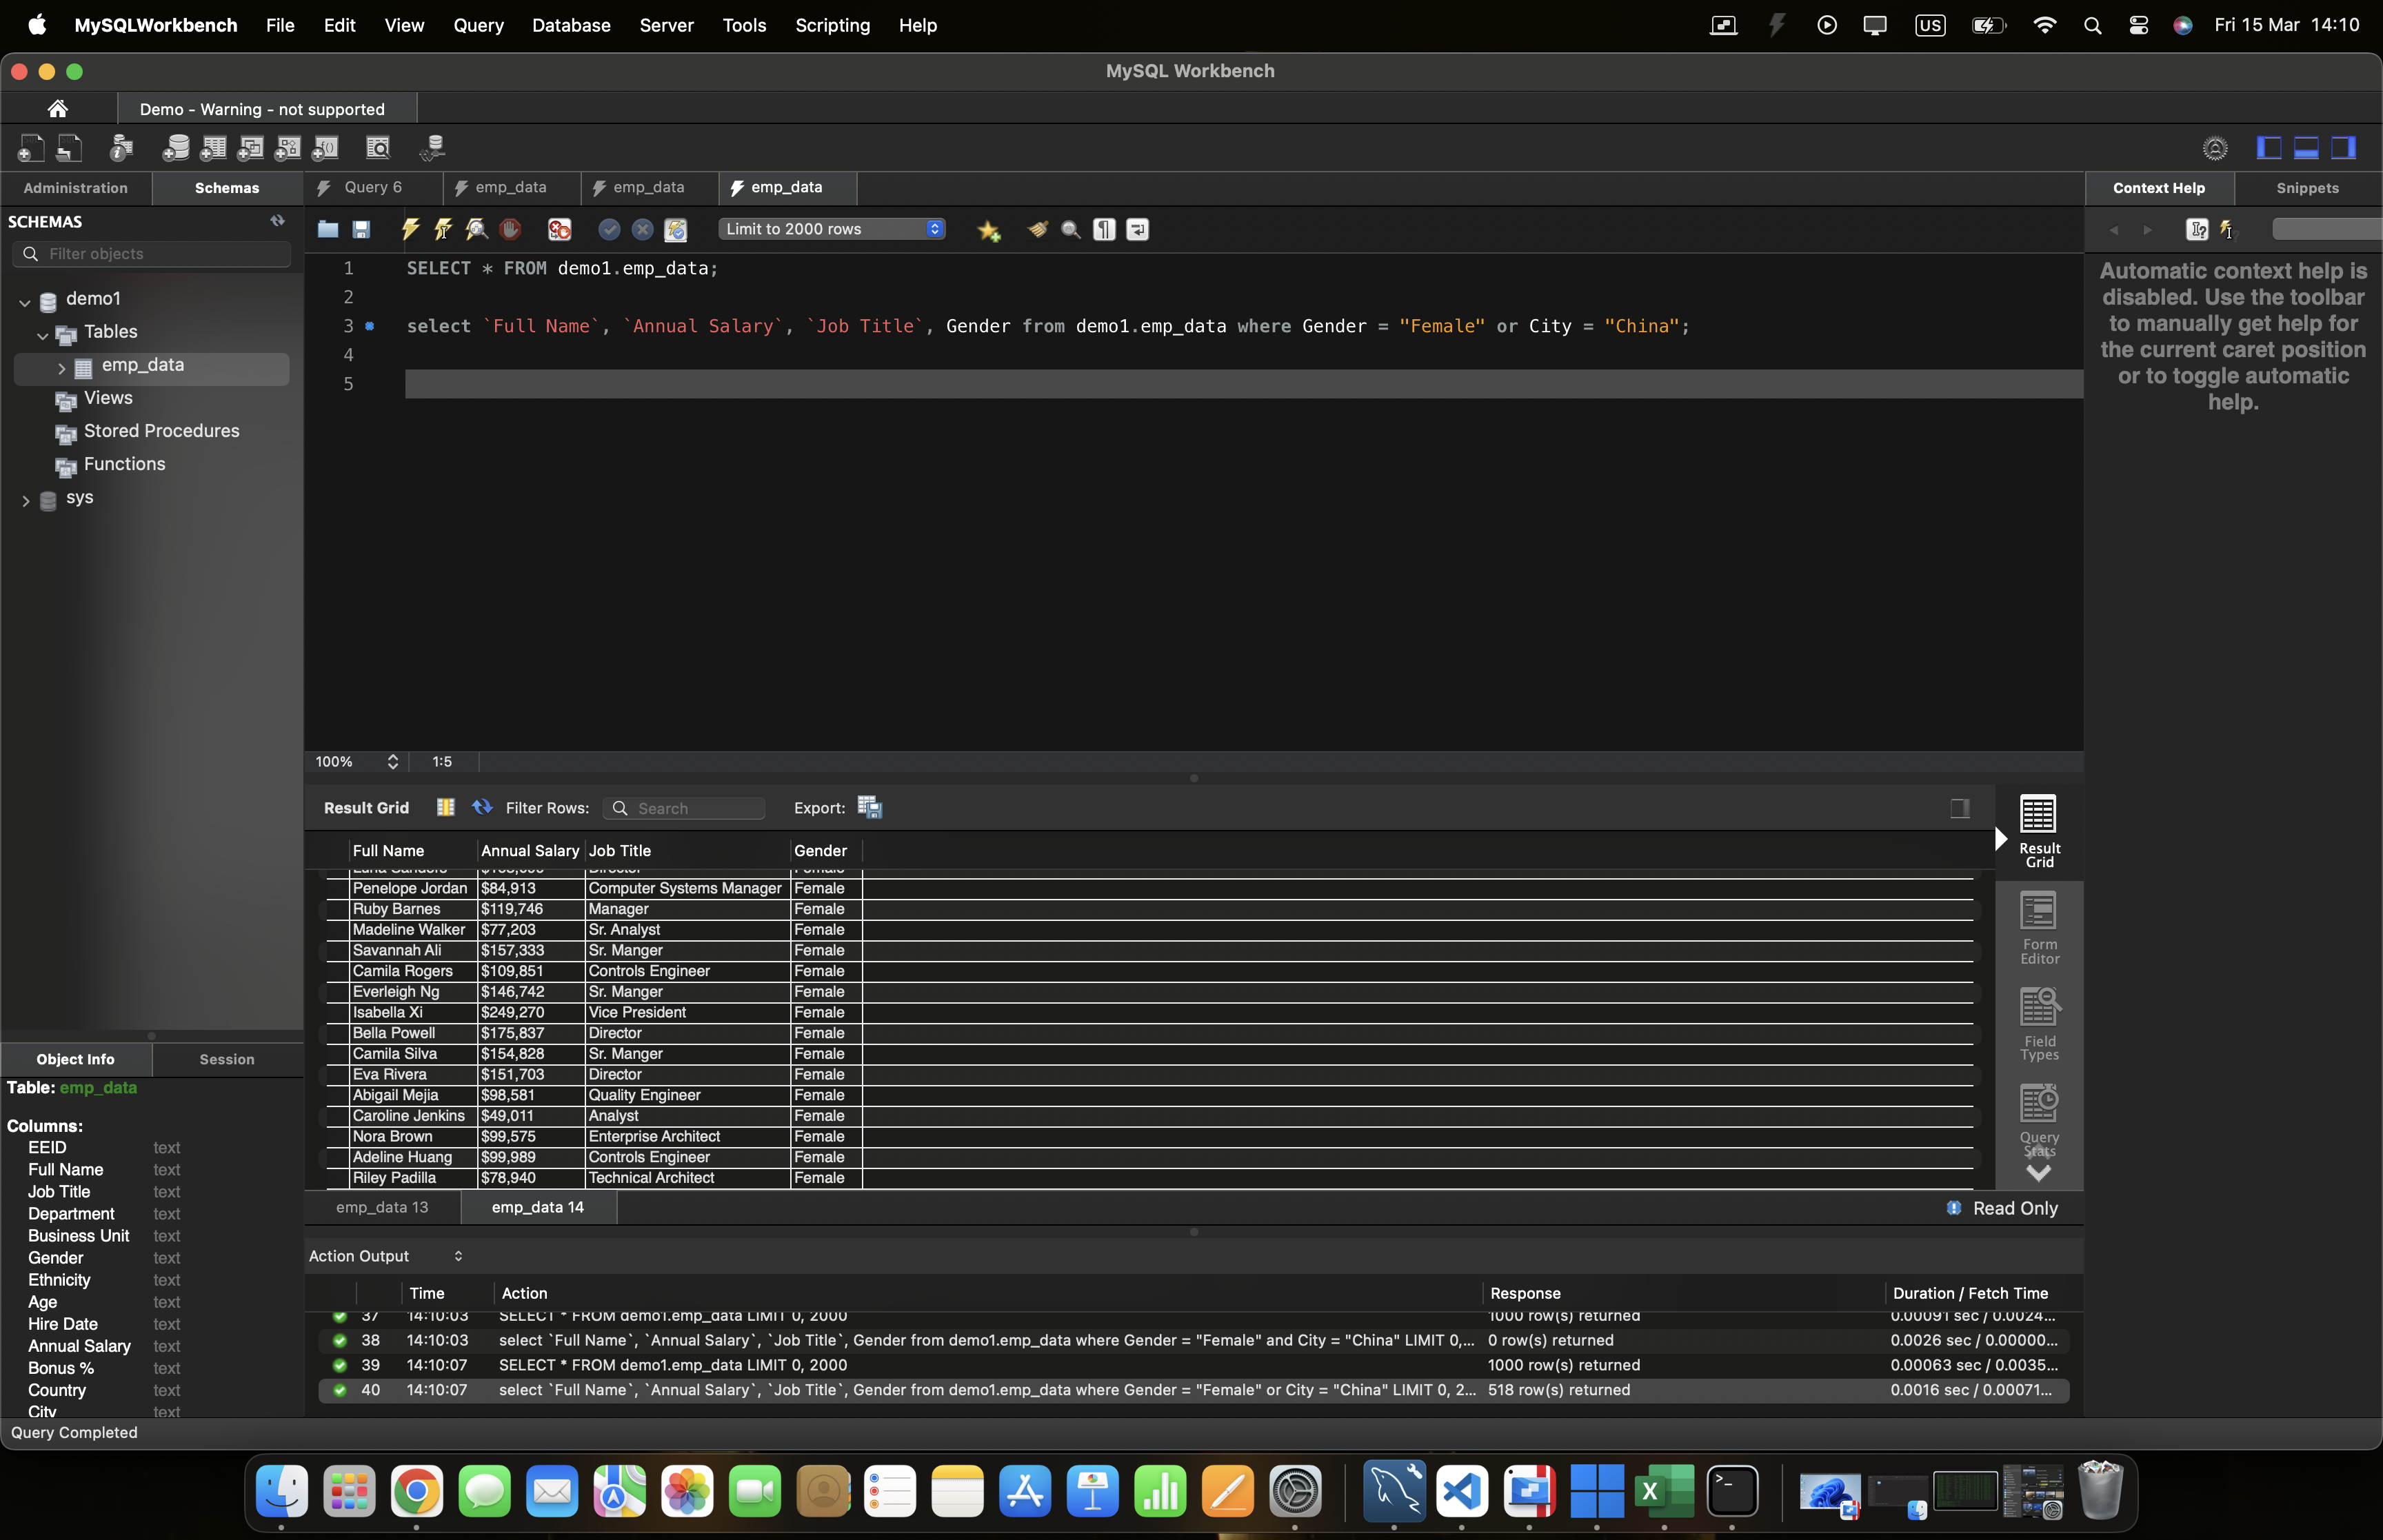 MySQLWorkbench File Edit View Query Database Server Tools Scripting Help US Fri 15 Mar 14:10
MySQL Workbench
Demo - Warning - not supported
Administration Schemas
SCHEMAS
Filter objects
demo1
Tables
emp_data
Views
Stored Procedures
Functions
sys
Object Info Session
Table: emp_data
Columns:
EEID text
Full Name text
Job Title text
Department text
Business Unit text
Gender text
Ethnicity text
Age text
Hire Date text
Annual Salary text
Bonus % text
Country text
City text
Query Completed
Query 6 emp_data emp_data emp_data
Limit to 2000 rows
1 SELECT * FROM demo1.emp_data;
2
3 select `Full Name`, `Annual Salary`, `Job Title`, Gender from demo1.emp_data where Gender = "Female" or City = "China";
4
5
100% 1:5
Result Grid Filter Rows: Search Export:
Full Name Annual Salary Job Title Gender
Penelope Jordan $84,913 Computer Systems Manager Female
Ruby Barnes $119,746 Manager Female
Madeline Walker $77,203 Sr. Analyst Female
Savannah Ali $157,333 Sr. Manger Female
Camila Rogers $109,851 Controls Engineer Female
Everleigh Ng $146,742 Sr. Manger Female
Isabella Xi $249,270 Vice President Female
Bella Powell $175,837 Director Female
Camila Silva $154,828 Sr. Manger Female
Eva Rivera $151,703 Director Female
Abigail Mejia $98,581 Quality Engineer Female
Caroline Jenkins $49,011 Analyst Female
Nora Brown $99,575 Enterprise Architect Female
Adeline Huang $99,989 Controls Engineer Female
Riley Padilla $78,940 Technical Architect Female
Result
Grid
Form
Editor
Field
Types
Query
Stats
emp_data 13 emp_data 14 Read Only
Action Output
Time Action Response Duration / Fetch Time
37 14:10:03 SELECT * FROM demo1.emp_data LIMIT 0, 2000 1000 row(s) returned 0.00091 sec / 0.0024...
38 14:10:03 select `Full Name`, `Annual Salary`, `Job Title`, Gender from demo1.emp_data where Gender = "Female" and City = "China" LIMIT 0,... 0 row(s) returned 0.0026 sec / 0.00000...
39 14:10:07 SELECT * FROM demo1.emp_data LIMIT 0, 2000 1000 row(s) returned 0.00063 sec / 0.0035...
40 14:10:07 select `Full Name`, `Annual Salary`, `Job Title`, Gender from demo1.emp_data where Gender = "Female" or City = "China" LIMIT 0, 2... 518 row(s) returned 0.0016 sec / 0.00071...
Context Help Snippets
Automatic context help is
disabled. Use the toolbar
to manually get help for
the current caret position
or to toggle automatic
help.